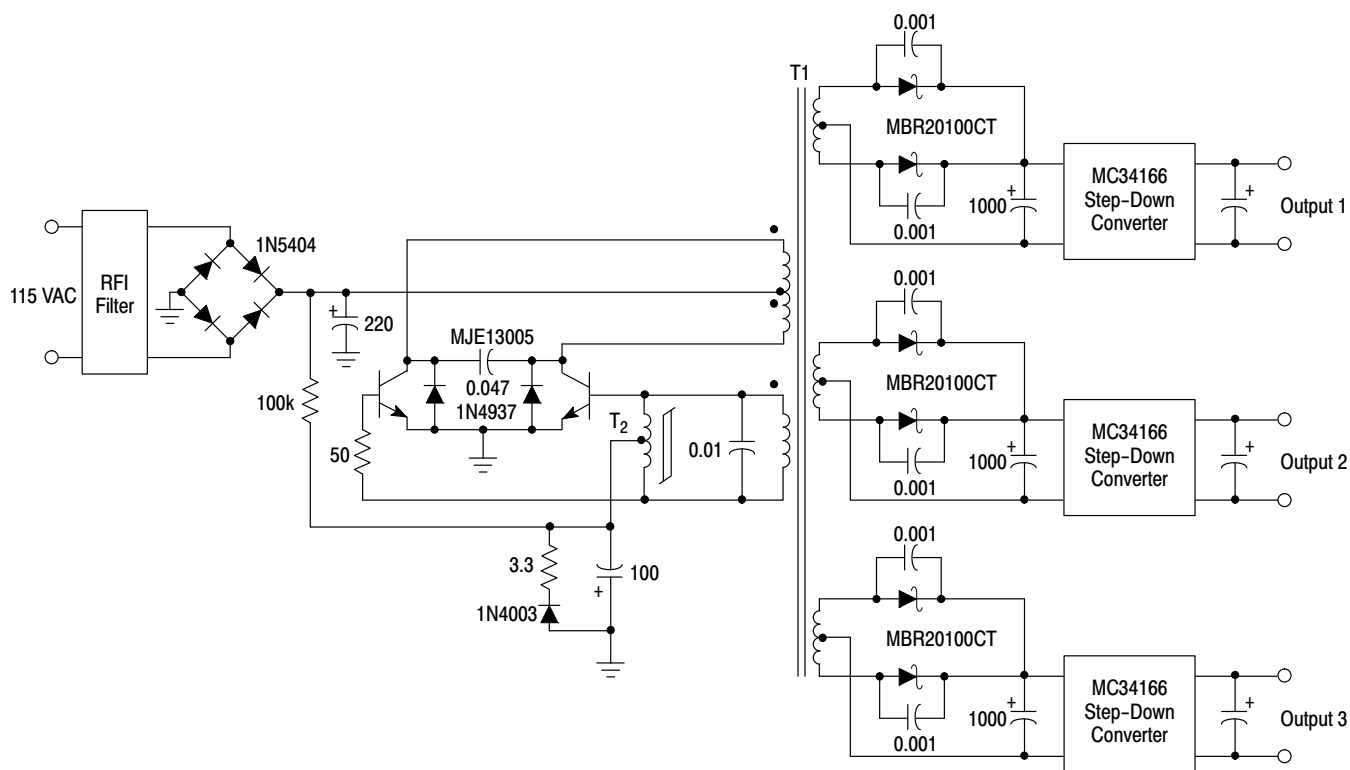 0.001
T1
MBR20100CT
0.001
1000
+
MC34166
Step-Down
Converter
+
Output 1
115 VAC
RFI
Filter
1N5404
+
220
100k
MJE13005
0.047
1N4937
50
T2
0.01
3.3
1N4003
100
+
0.001
MBR20100CT
0.001
1000
+
MC34166
Step-Down
Converter
+
Output 2
0.001
MBR20100CT
0.001
1000
+
MC34166
Step-Down
Converter
+
Output 3